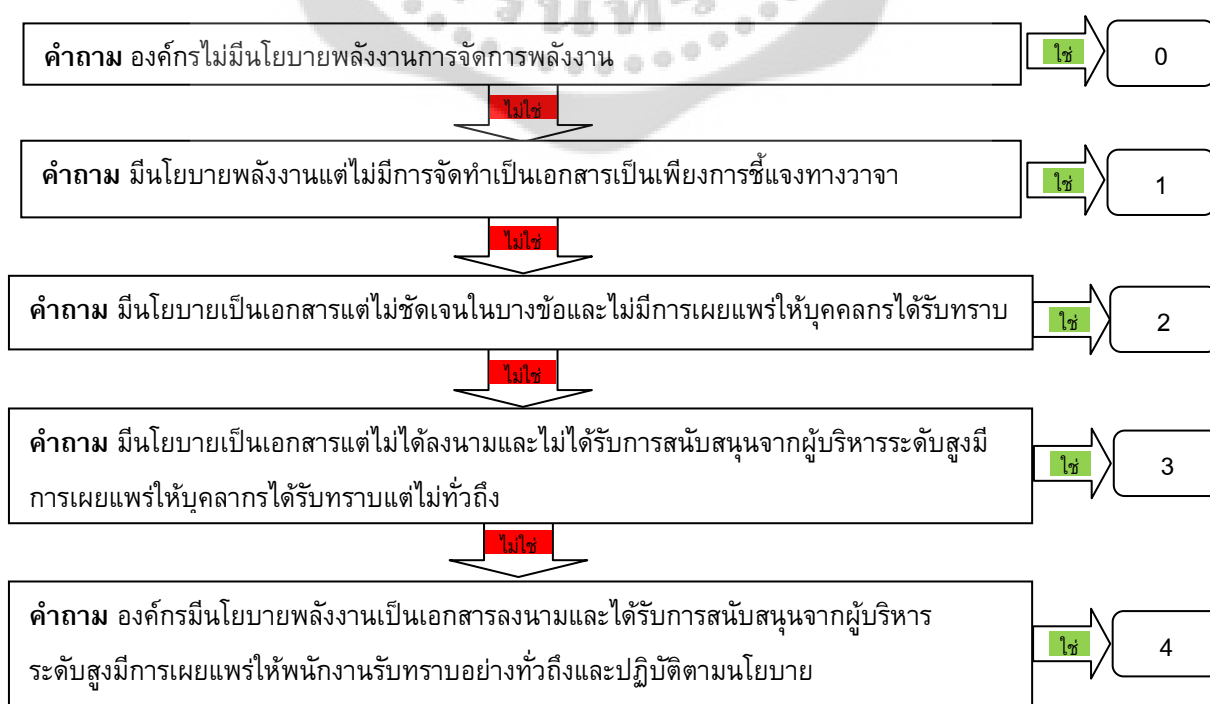 คำถาม องค์กรไม่มีนโยบายพลังงานการจัดการพลังงาน
ใช่
0
ไม่ใช่
คำถาม มีนโยบายพลังงานแต่ไม่มีการจัดทำเป็นเอกสารเป็นเพียงการชี้แจงทางวาจา
ใช่
1
ไม่ใช่
คำถาม มีนโยบายเป็นเอกสารแต่ไม่ชัดเจนในบางข้อและไม่มีการเผยแพร่ให้บุคคลกรได้รับทราบ
ใช่
2
ไม่ใช่
คำถาม มีนโยบายเป็นเอกสารแต่ไม่ได้ลงนามและไม่ได้รับการสนับสนุนจากผู้บริหารระดับสูงมี
การเผยแพร่ให้บุคลากรได้รับทราบแต่ไม่ทั่วถึง
ใช่
3
ไม่ใช่
คำถาม องค์กรมีนโยบายพลังงานเป็นเอกสารลงนามและได้รับการสนับสนุนจากผู้บริหาร
ระดับสูงมีการเผยแพร่ให้พนักงานรับทราบอย่างทั่วถึงและปฏิบัติตามนโยบาย
ใช่
4